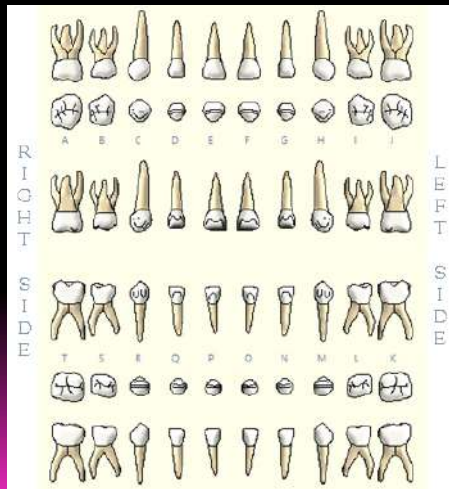 A B C D E F G H I J
RIGHT SIDE
LEFT SIDE
T S R Q P O N M L K